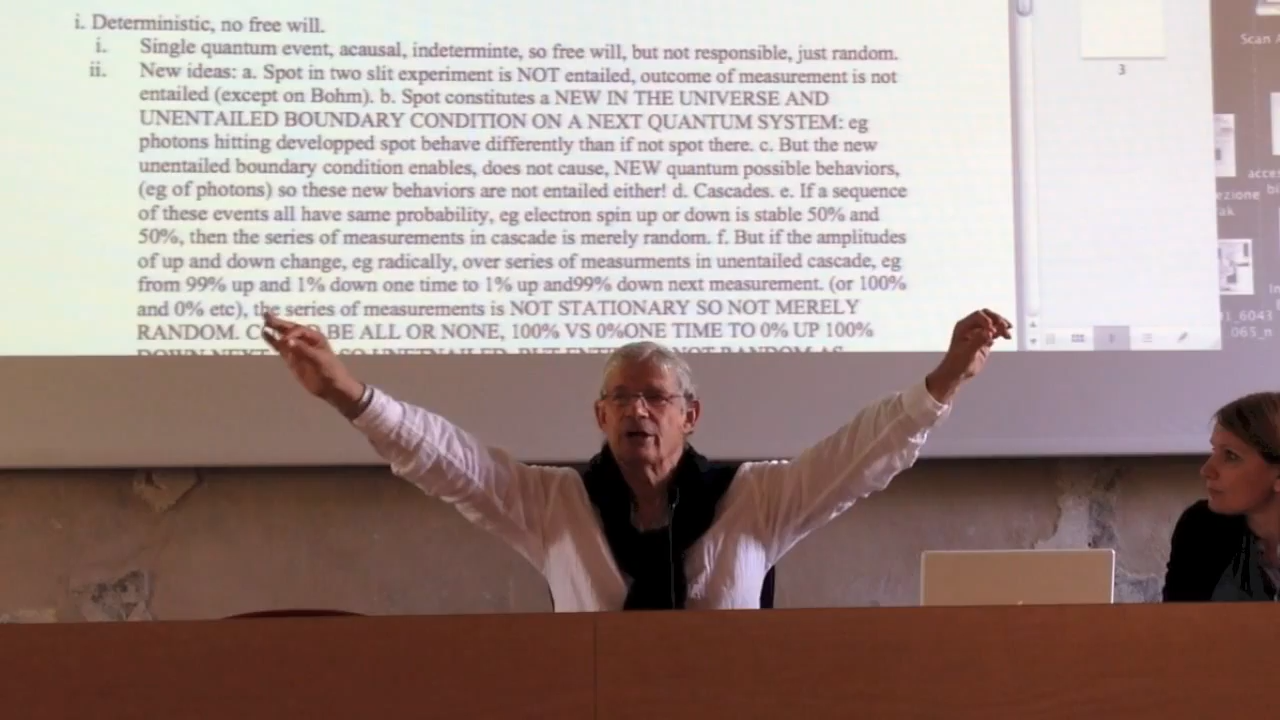 i. Deterministic, no free will.
i. Single quantum event, acausal, indeterminte, so free will, but not responsible, just random.
ii. New ideas: a. Spot in two slit experiment is NOT entailed, outcome of measurement is not
entailed (except on Bohm). b. Spot constitutes a NEW IN THE UNIVERSE AND
UNENTAILED BOUNDARY CONDITION ON A NEXT QUANTUM SYSTEM: eg
photons hitting developped spot behave differently than if not spot there. c. But the new
unentailed boundary condition enables, does not cause, NEW quantum possible behaviors,
(eg of photons) so these new behaviors are not entailed either! d. Cascades. e. If a sequence
of these events all have same probability, eg electron spin up or down is stable 50% and
50%, then the series of measurements in cascade is merely random. f. But if the amplitudes
of up and down change, eg radically, over series of measurments in unentailed cascade, eg
from 99% up and 1% down one time to 1% up and99% down next measurement. (or 100%
and 0% etc), the series of measurements is NOT STATIONARY SO NOT MERELY
RANDOM. BE ALL OR NONE, 100% VS 0%ONE TIME TO 0% UP 100%
3
Scan